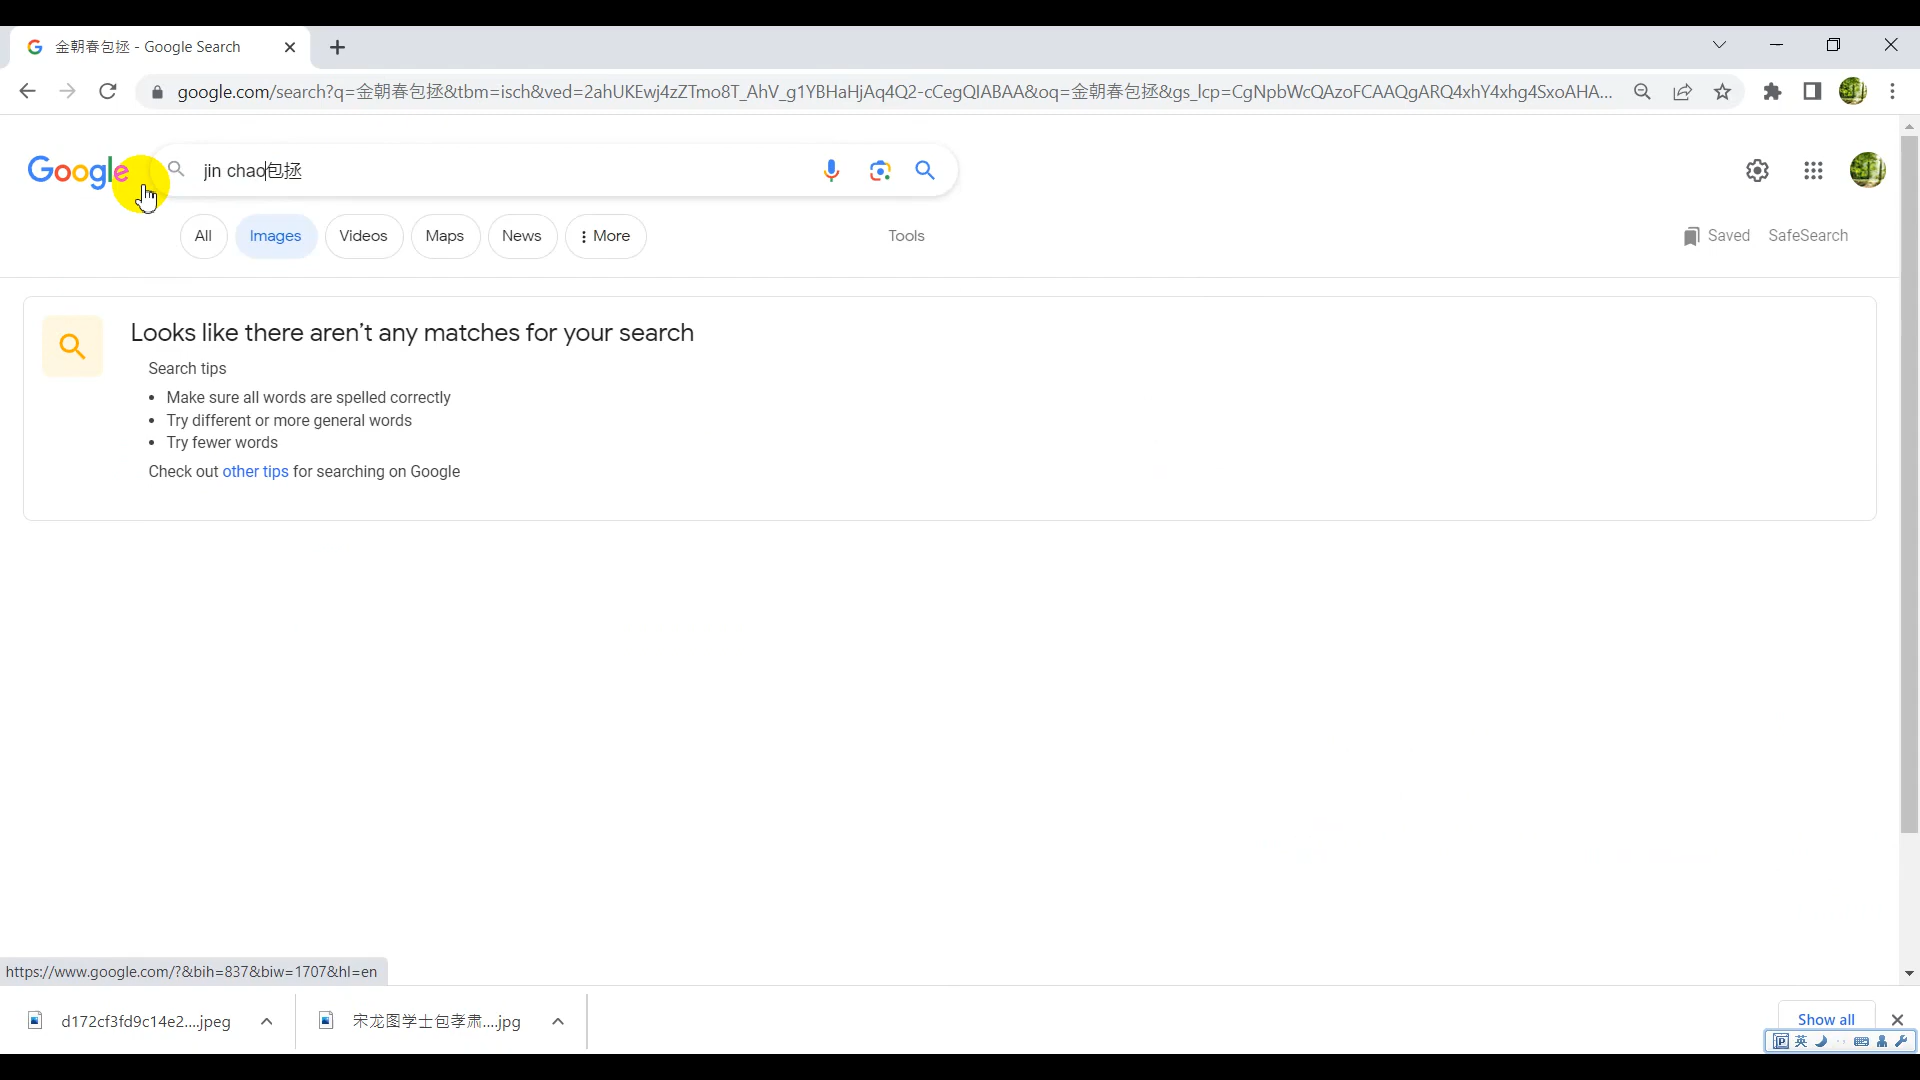 金朝春包拯 - Google Search
google.com/search?q=金朝春包拯&tbm=isch&ved=2ahUKEwj4zZTmo8T_AhV_g1YBHaHjAq4Q2-cCegQIABAA&oq=金朝春包拯&gs_lcp=CgNpbWcQAzoFCAAQgARQ4xhY4xhg4SxoAHA...
Google
jin chao包拯
All
Images
Videos
Maps
News
More
Tools
Saved
SafeSearch
Looks like there aren't any matches for your search
Search tips
Make sure all words are spelled correctly
Try different or more general words
Try fewer words
Check out other tips for searching on Google
https://www.google.com/?&bih=837&biw=1707&hl=en
d172cf3fd9c14e2....jpeg
宋龙图学士包孝肃....jpg
Show all
英